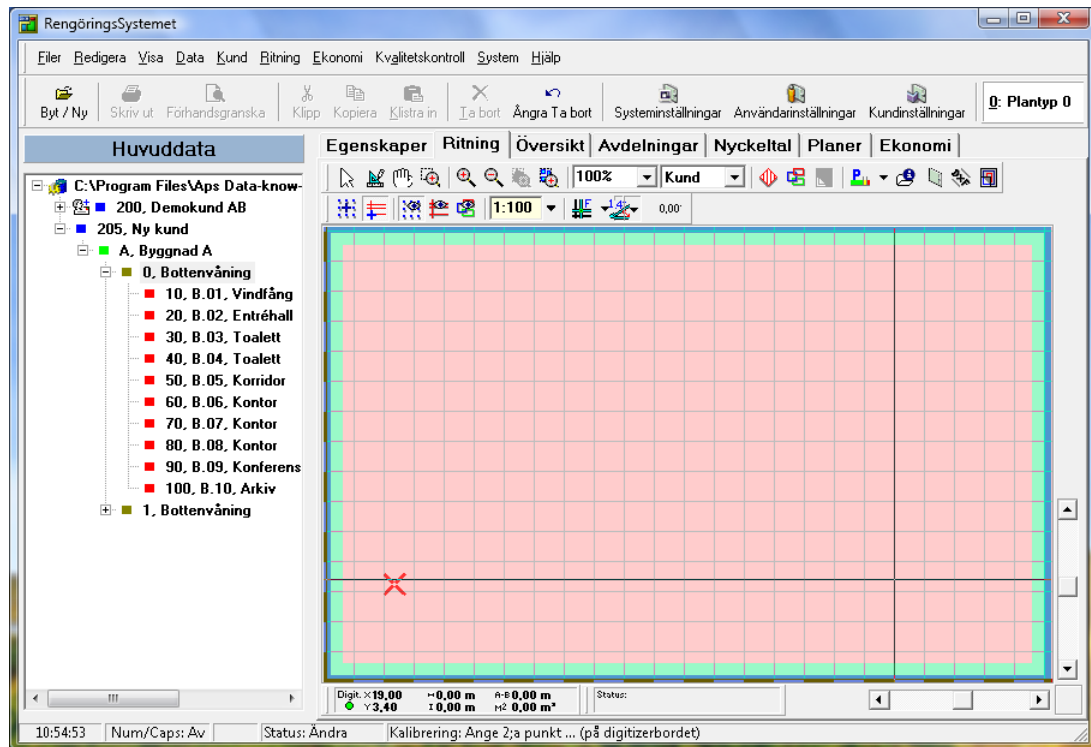 RengöringsSystemet
Filer Redigera Visa Data Kund Ritning Ekonomi Kvalitetskontroll System Hjälp
Byt / Ny Skriv ut Förhandsgranska Klipp Kopiera Klistra in Ta bort Ångra Ta bort Systeminställningar Användarinställningar Kundinställningar 0: Plantyp 0
Huvuddata
Egenskaper Ritning Översikt Avdelningar Nyckeltal Planer Ekonomi
100% Kund
1:100 0,00
C:\Program Files\Aps Data-know-
200, Demokund AB
205, Ny kund
A, Byggnad A
0, Bottenvåning
10, B.01, Vindfång
20, B.02, Entréhall
30, B.03, Toalett
40, B.04, Toalett
50, B.05, Korridor
60, B.06, Kontor
70, B.07, Kontor
80, B.08, Kontor
90, B.09, Konferens
100, B.10, Arkiv
1, Bottenvåning
Digit. X 19,00 0,00 m A-B 0,00 m Status:
Y 3,40 0,00 m M² 0,00 m²
10:54:53 Num/Caps: Av Status: Ändra Kalibrering: Ange 2;a punkt ... (på digitizerbordet)